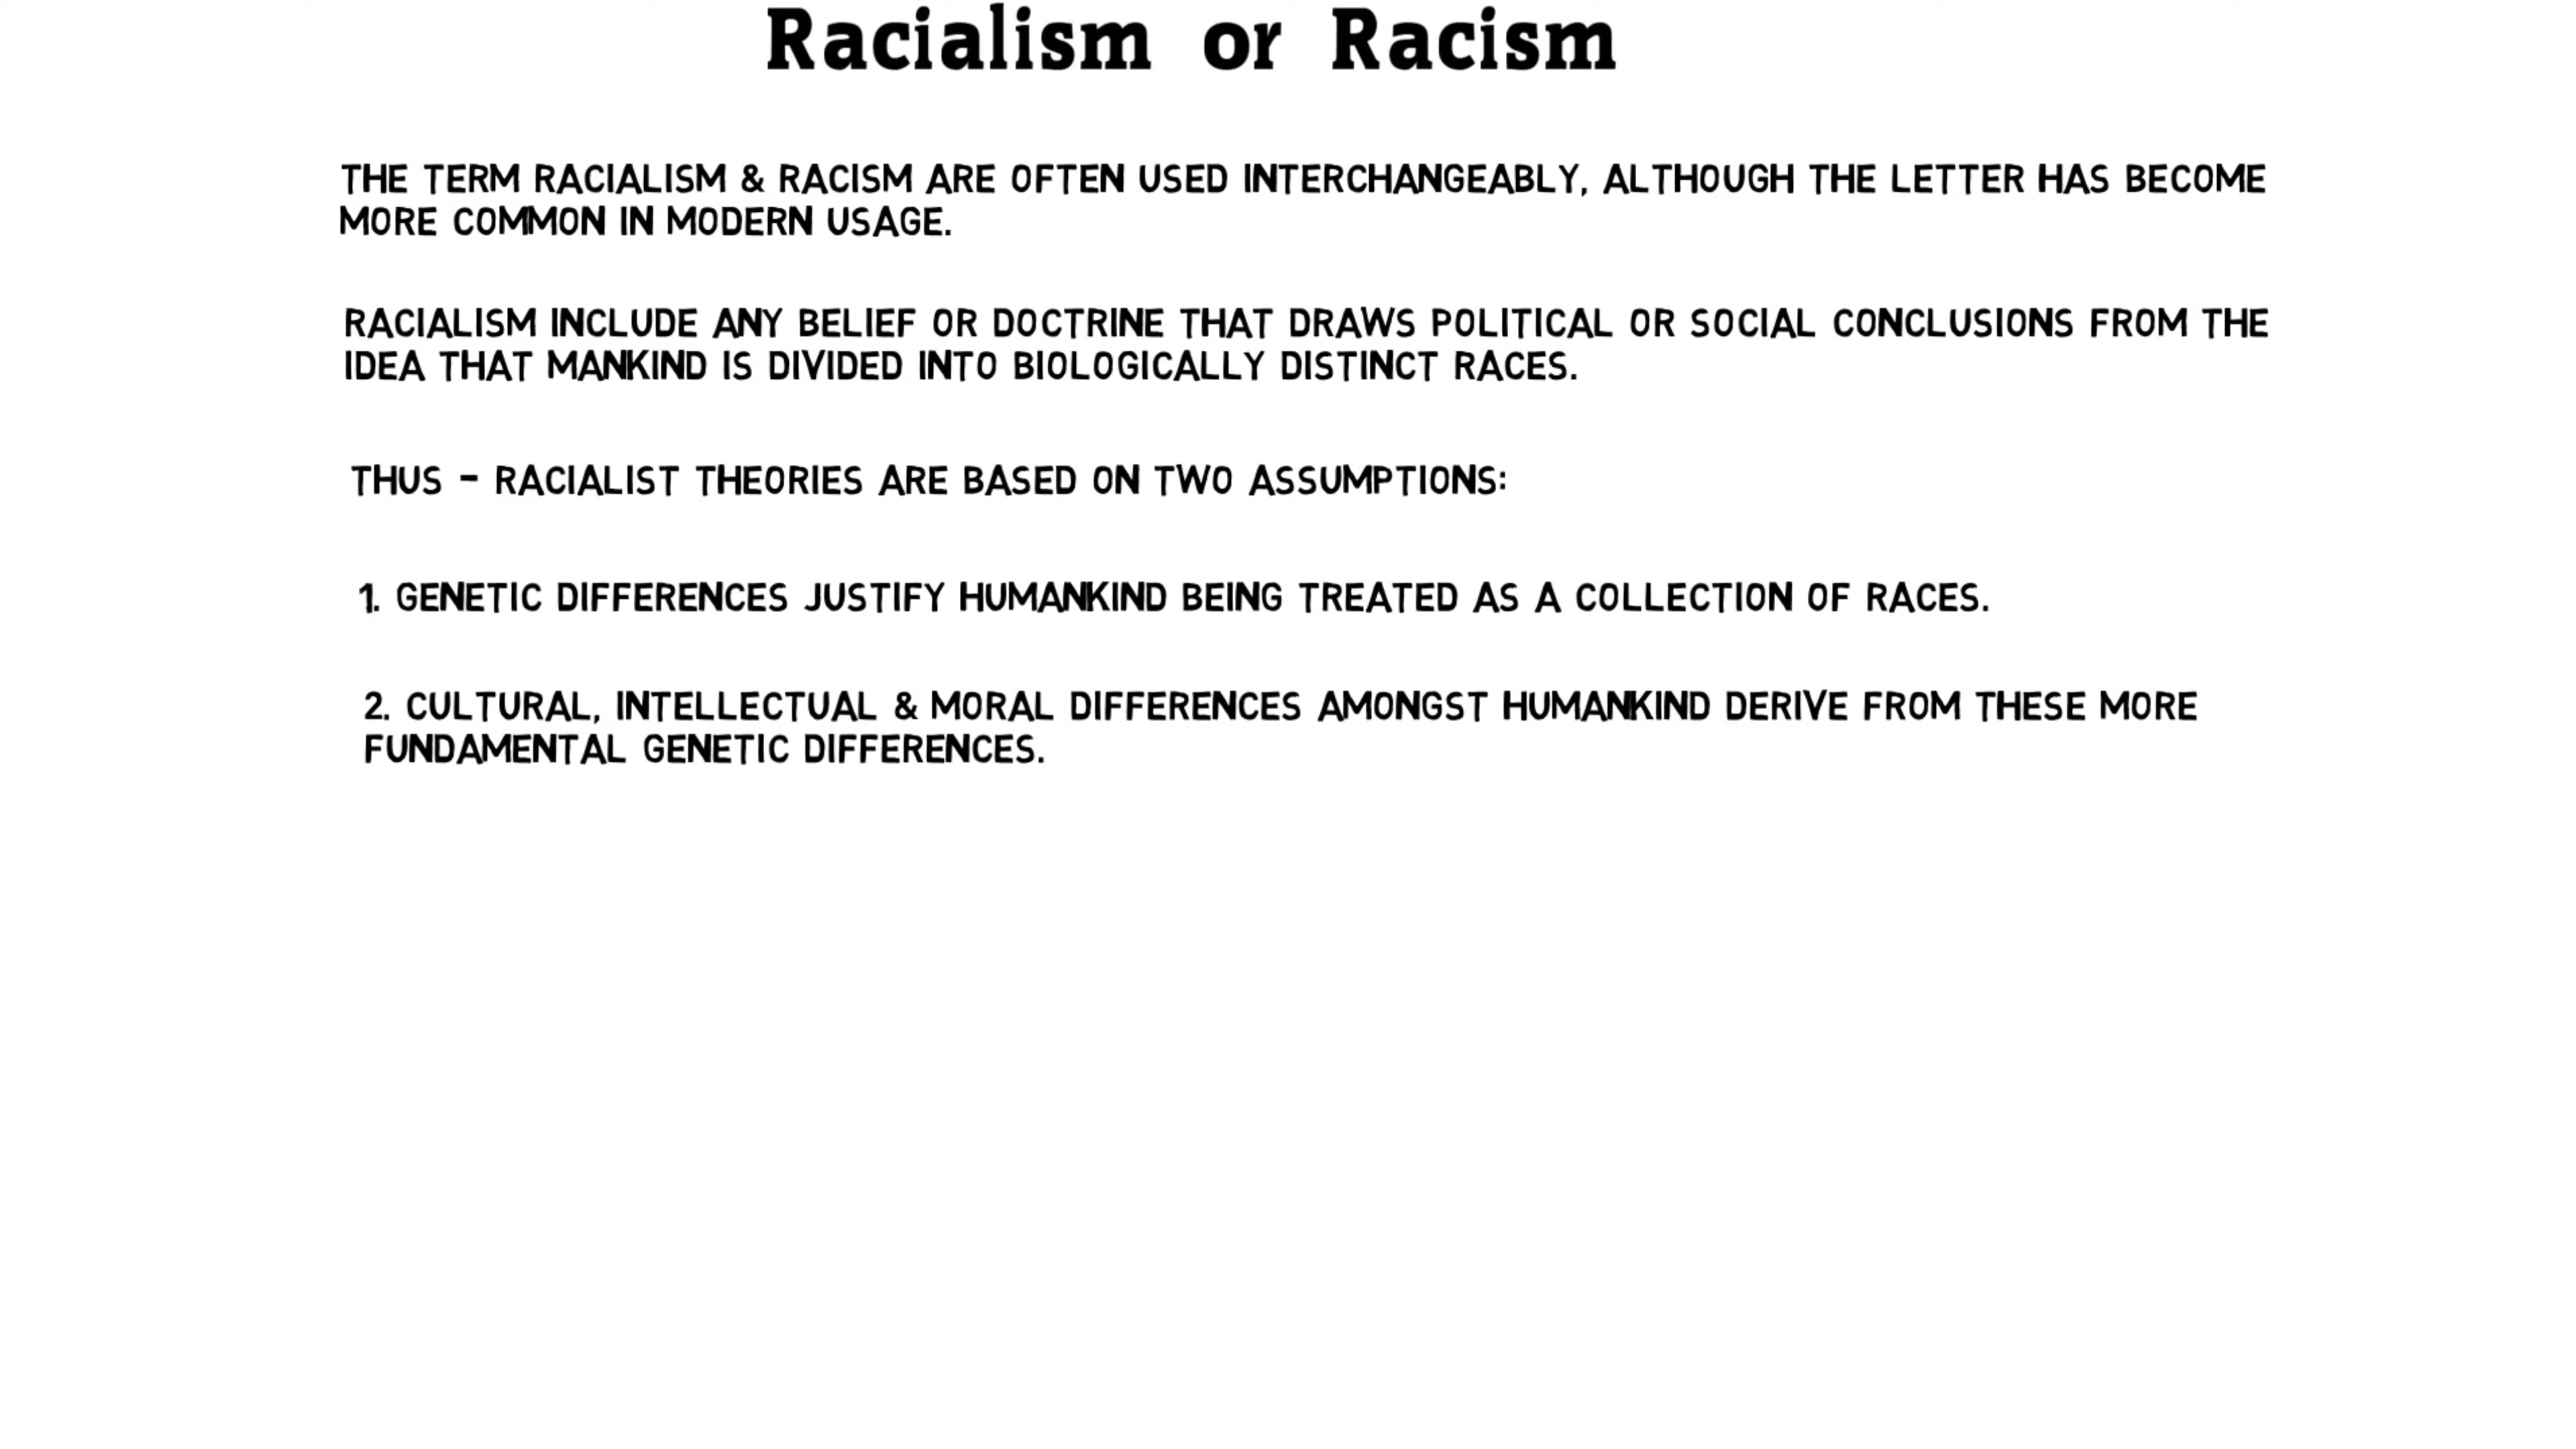 Racialism or Racism
THE TERM RACIALISM & RACISM ARE OFTEN USED INTERCHANGEABLY, ALTHOUGH THE LETTER HAS BECOME
MORE COMMON IN MODERN USAGE.
RACIALISM INCLUDE ANY BELIEF OR DOCTRINE THAT DRAWS POLITICAL OR SOCIAL CONCLUSIONS FROM THE
IDEA THAT MANKIND IS DIVIDED INTO BIOLOGICALLY DISTINCT RACES.
THUS - RACIALIST THEORIES ARE BASED ON TWO ASSUMPTIONS:
1. GENETIC DIFFERENCES JUSTIFY HUMANKIND BEING TREATED AS A COLLECTION OF RACES.
2. CULTURAL, INTELLECTUAL & MORAL DIFFERENCES AMONGST HUMANKIND DERIVE FROM THESE MORE
FUNDAMENTAL GENETIC DIFFERENCES.